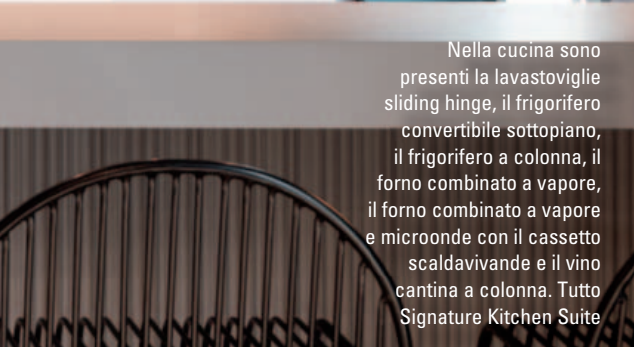 Nella cucina sono
presenti la lavastoviglie
sliding hinge, il frigorifero
convertibile sottopiano,
il frigorifero a colonna, il
forno combinato a vapore,
il forno combinato a vapore
e microonde con il cassetto
scaldavivande e il vino
cantina a colonna. Tutto
Signature Kitchen Suite